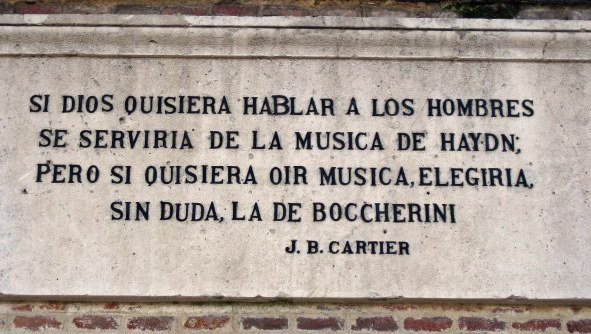 SI DIOS QUISIERA HABLAR A LOS HOMBRES
SE SERVIRIA DE LA MUSICA DE HAYDN;
PERO SI QUISIERA OIR MUSICA, ELEGIRIA,
SIN DUDA, LA DE BOCCHERINI
J. B. CARTIER